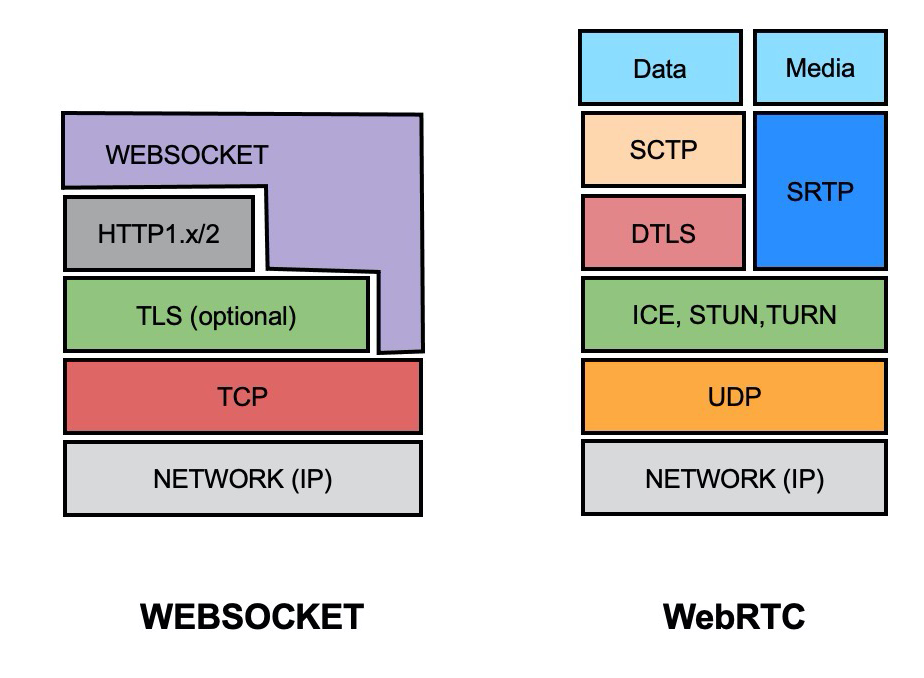 WEBSOCKET
HTTP1.x/2
TLS (optional)
TCP
NETWORK (IP)
WEBSOCKET
Data
Media
SCTP
SRTP
DTLS
ICE, STUN,TURN
UDP
NETWORK (IP)
WebRTC